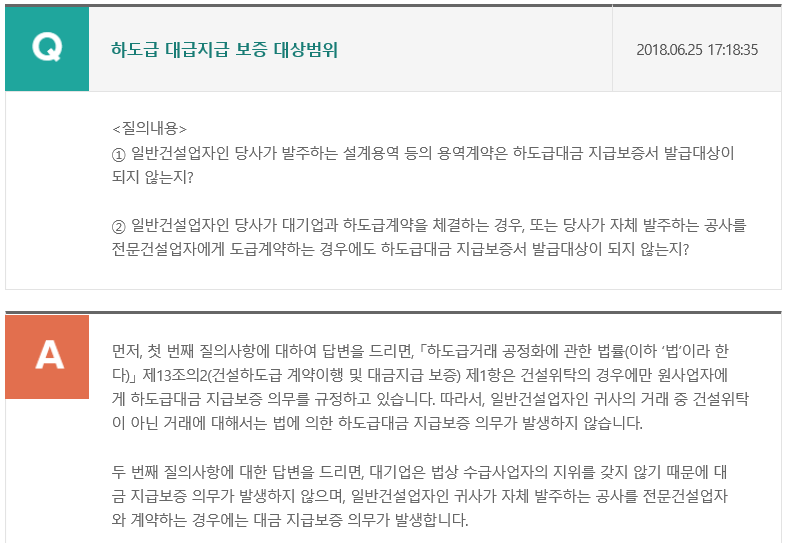 Q
하도급 대급지급 보증 대상범위
2018.06.25 17:18:35
<질의내용>
① 일반건설업자인 당사가 발주하는 설계용역 등의 용역계약은 하도급대금 지급보증서 발급대상이
되지 않는지?
② 일반건설업자인 당사가 대기업과 하도급계약을 체결하는 경우, 또는 당사가 자체 발주하는 공사를
전문건설업자에게 도급계약하는 경우에도 하도급대금 지급보증서 발급대상이 되지 않는지?
A
먼저, 첫 번째 질의사항에 대하여 답변을 드리면, 「하도급거래 공정화에 관한 법률(이하 ‘법’이라 한
다)」 제13조의2(건설하도급 계약이행 및 대금지급 보증) 제1항은 건설위탁의 경우에만 원사업자에
게 하도급대금 지급보증 의무를 규정하고 있습니다. 따라서, 일반건설업자인 귀사의 거래 중 건설위탁
이 아닌 거래에 대해서는 법에 의한 하도급대금 지급보증 의무가 발생하지 않습니다.
두 번째 질의사항에 대한 답변을 드리면, 대기업은 법상 수급사업자의 지위를 갖지 않기 때문에 대
금 지급보증 의무가 발생하지 않으며, 일반건설업자인 귀사가 자체 발주하는 공사를 전문건설업자
와 계약하는 경우에는 대금 지급보증 의무가 발생합니다.